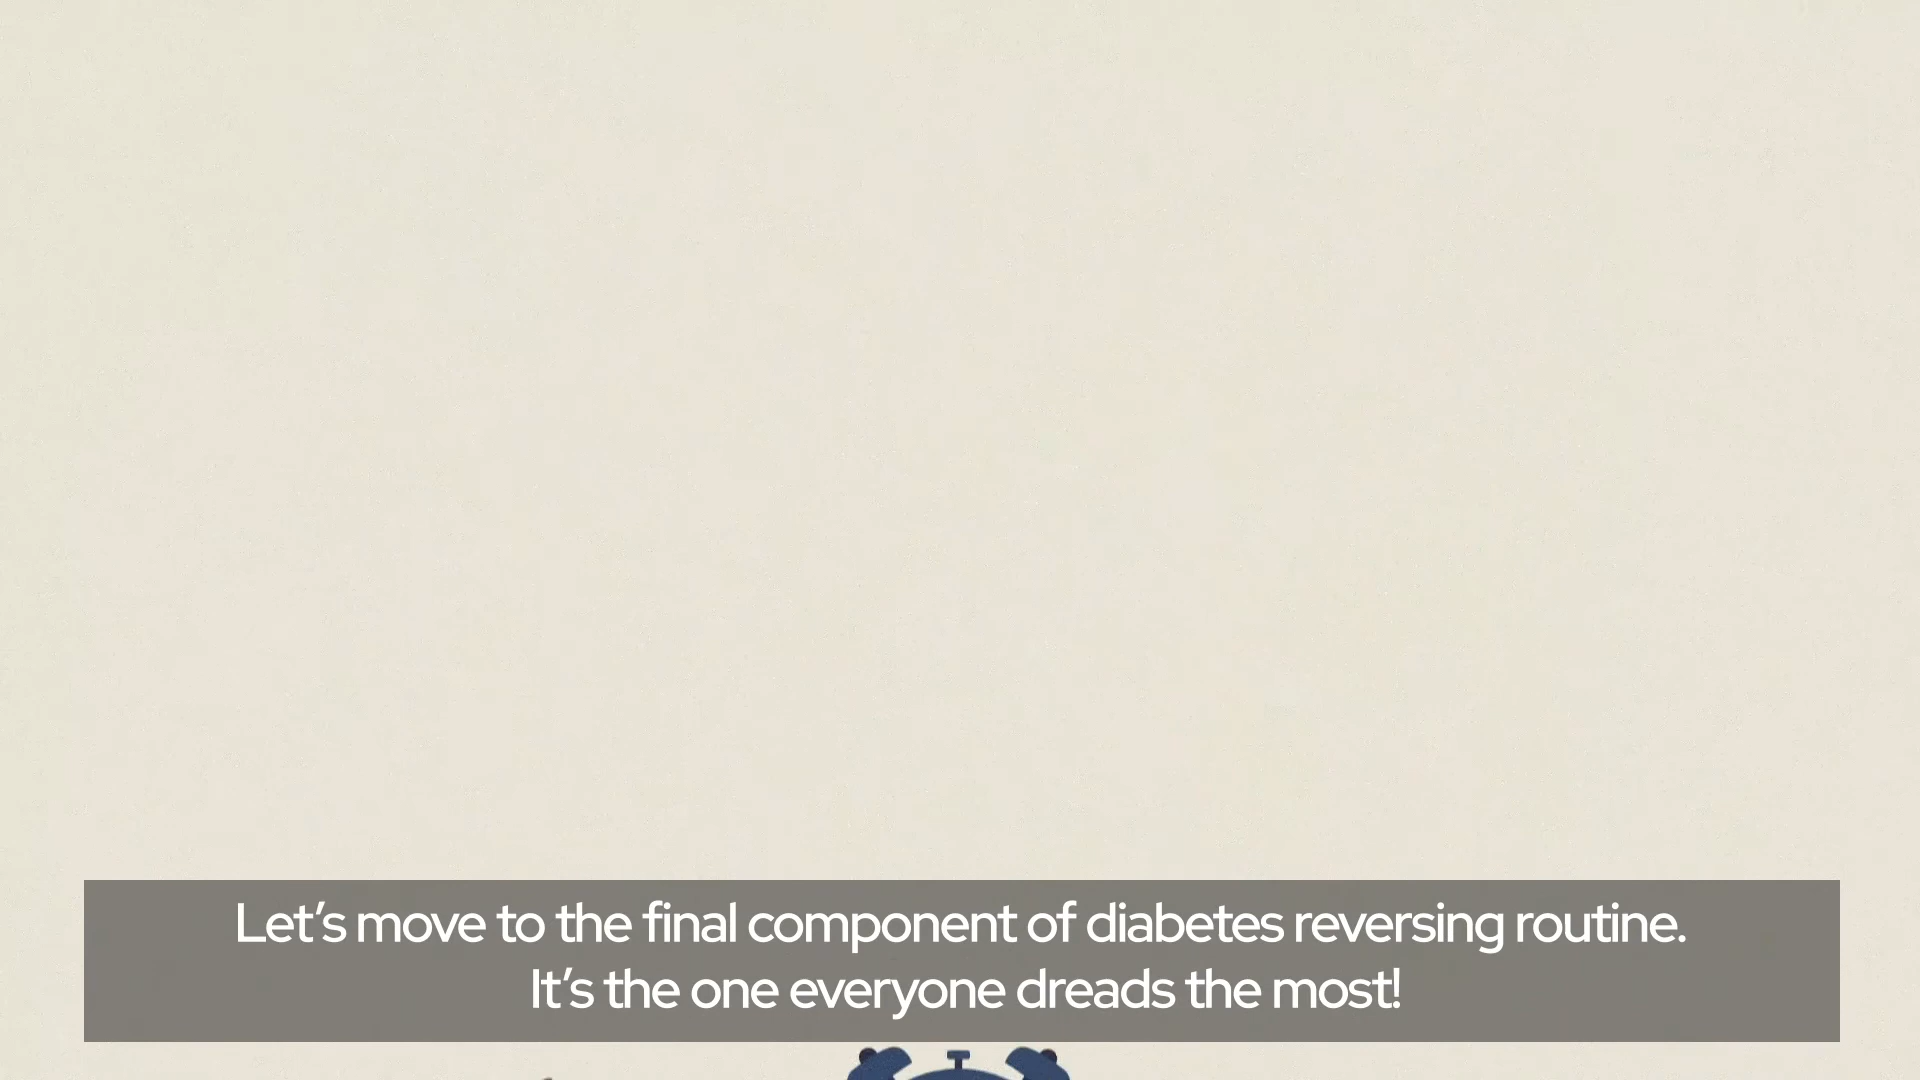 Let’s move to the final component of diabetes reversing routine.
It’s the one everyone dreads the most!